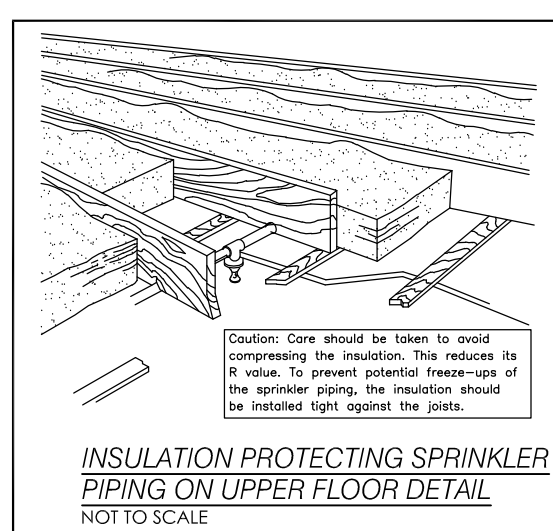 Caution: Care should be taken to avoid
compressing the insulation. This reduces its
R value. To prevent potential freeze-ups of
the sprinkler piping, the insulation should
be installed tight against the joists.
INSULATION PROTECTING SPRINKLER
PIPING ON UPPER FLOOR DETAIL
NOT TO SCALE